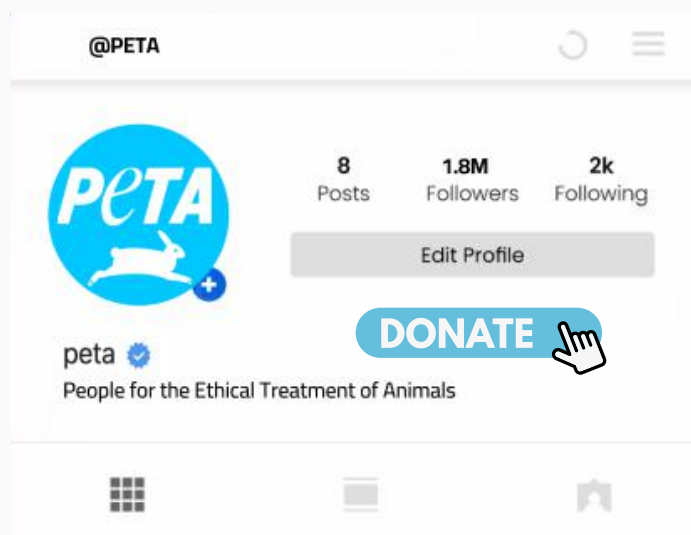 @PETA
PeTA
8 1.8M 2k
Posts Followers Following
Edit Profile
DONATE
peta
People for the Ethical Treatment of Animals